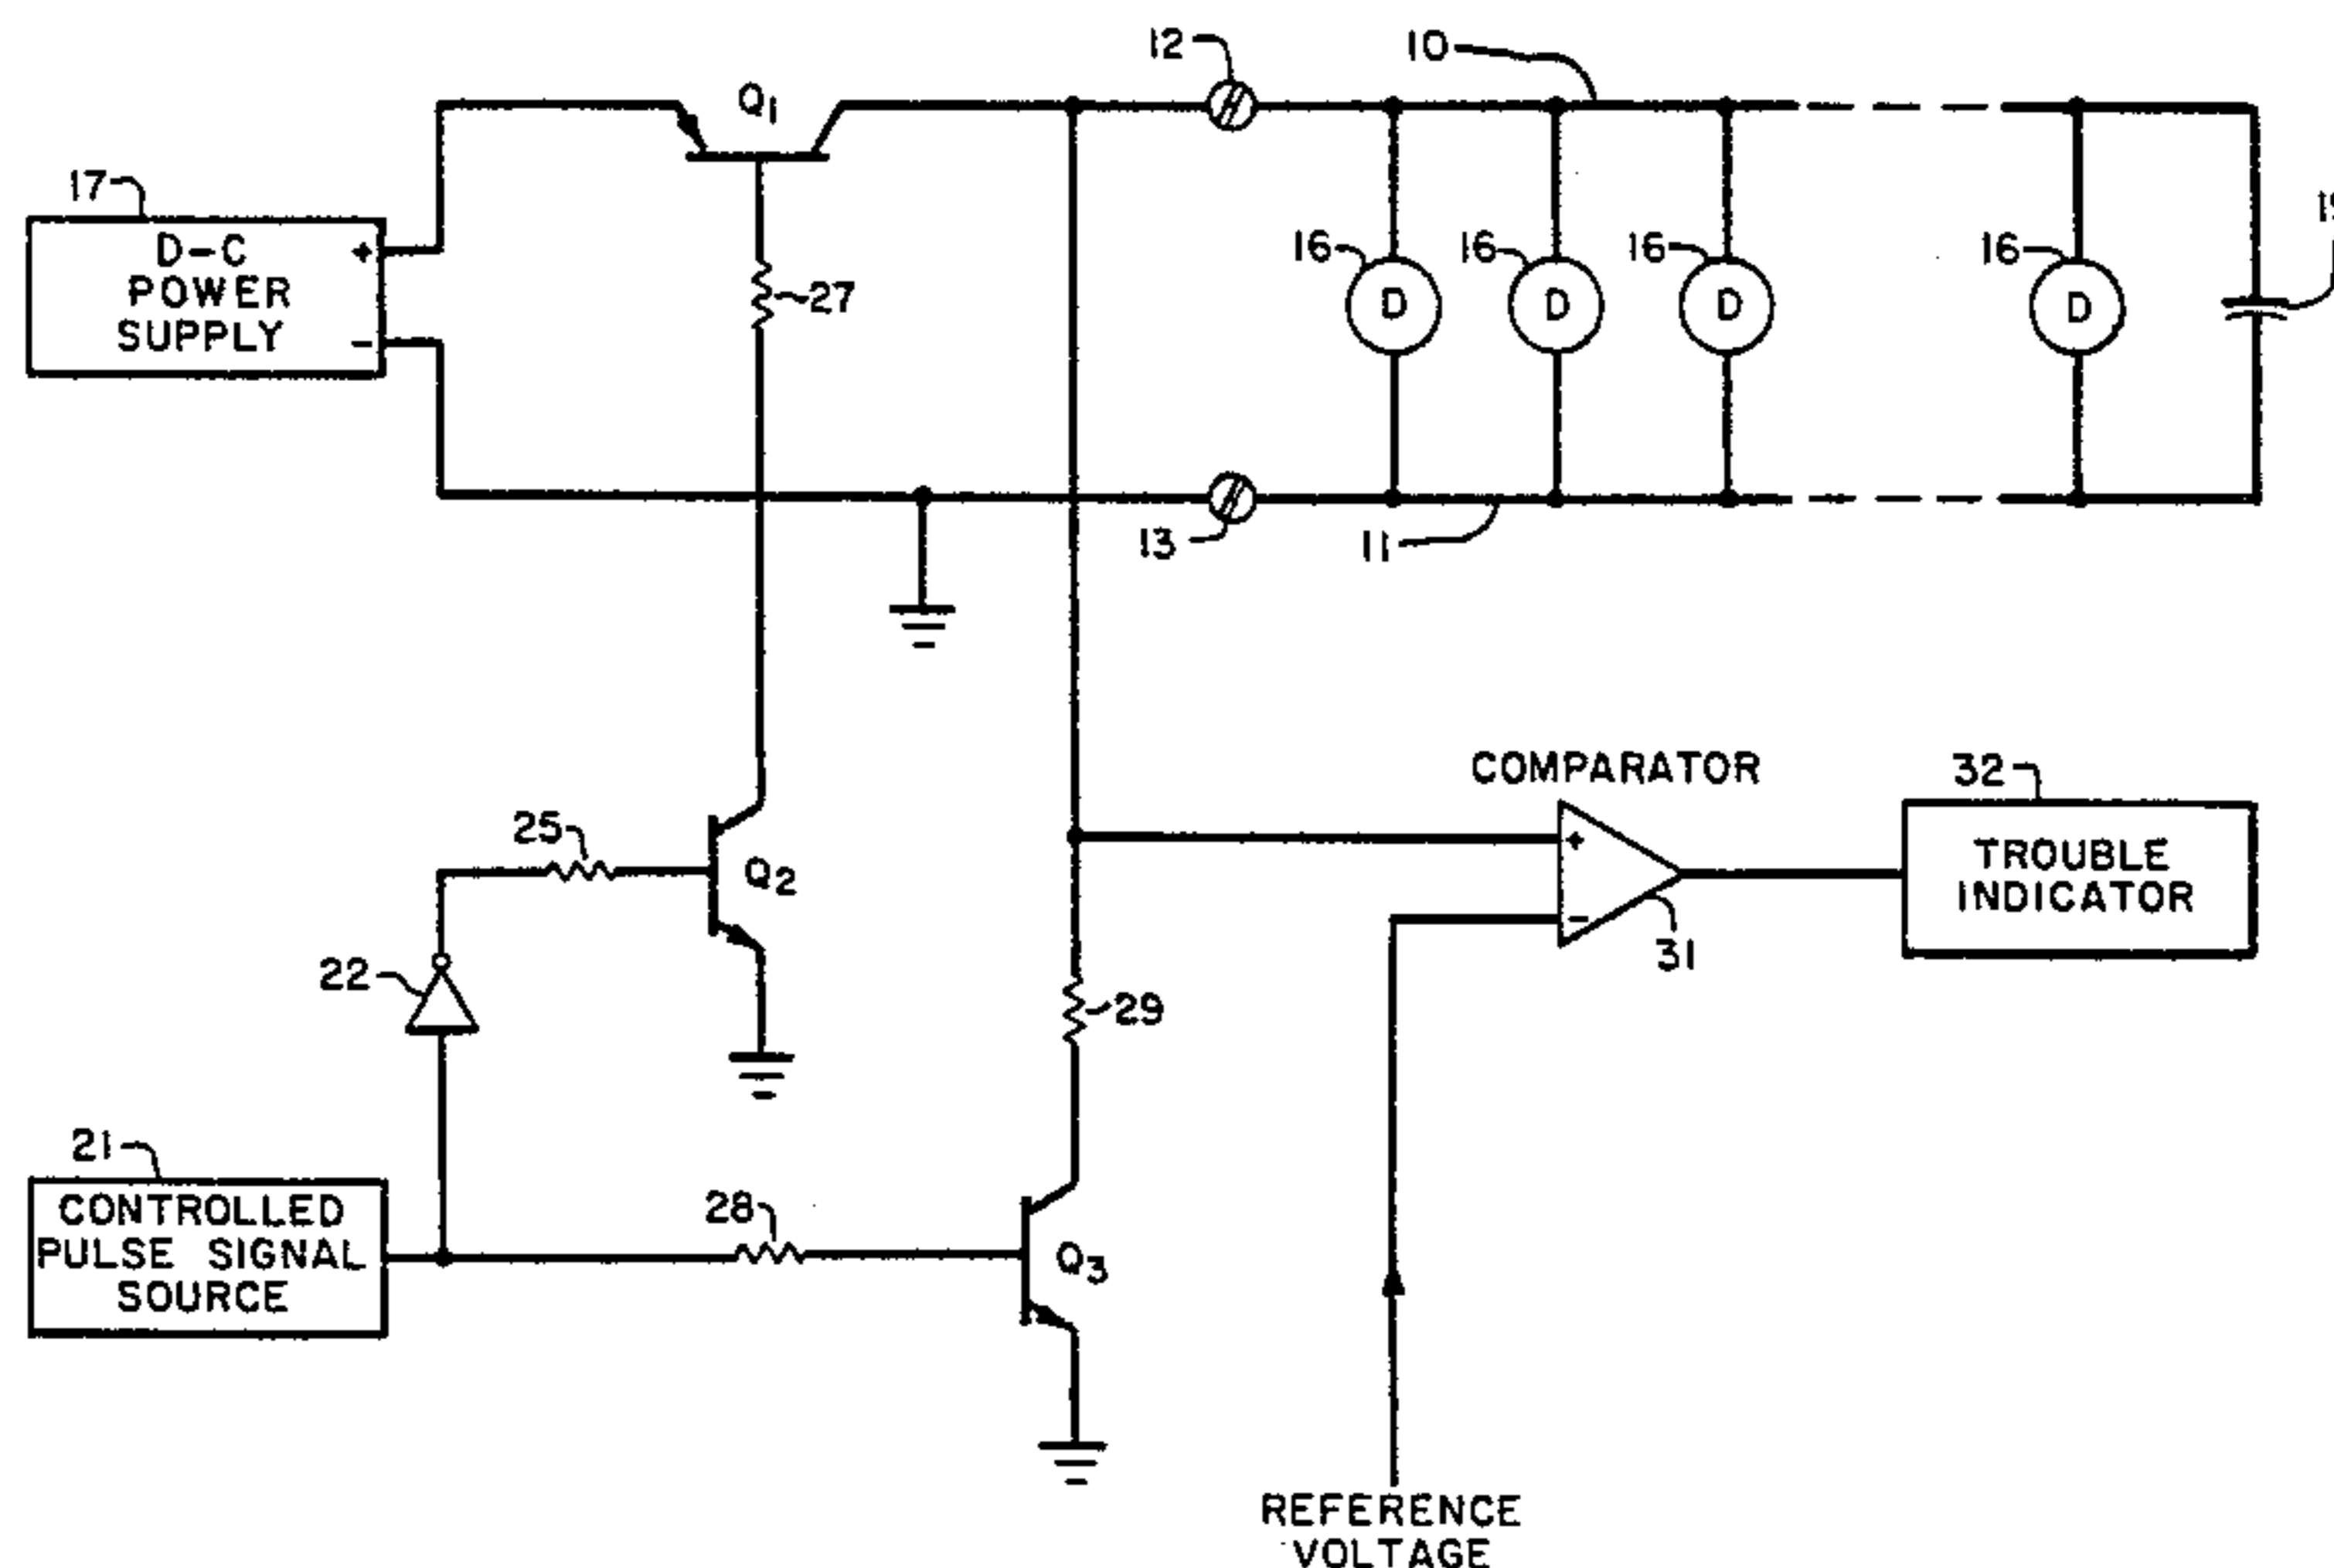 12
10
Q1
17
D-C
POWER
SUPPLY
+
-
27
16
16
16
16
D
D
D
D
13
11
COMPARATOR
32
25
Q2
+
-
TROUBLE
INDICATOR
31
22
29
21
CONTROLLED
PULSE SIGNAL
SOURCE
28
Q3
REFERENCE
VOLTAGE